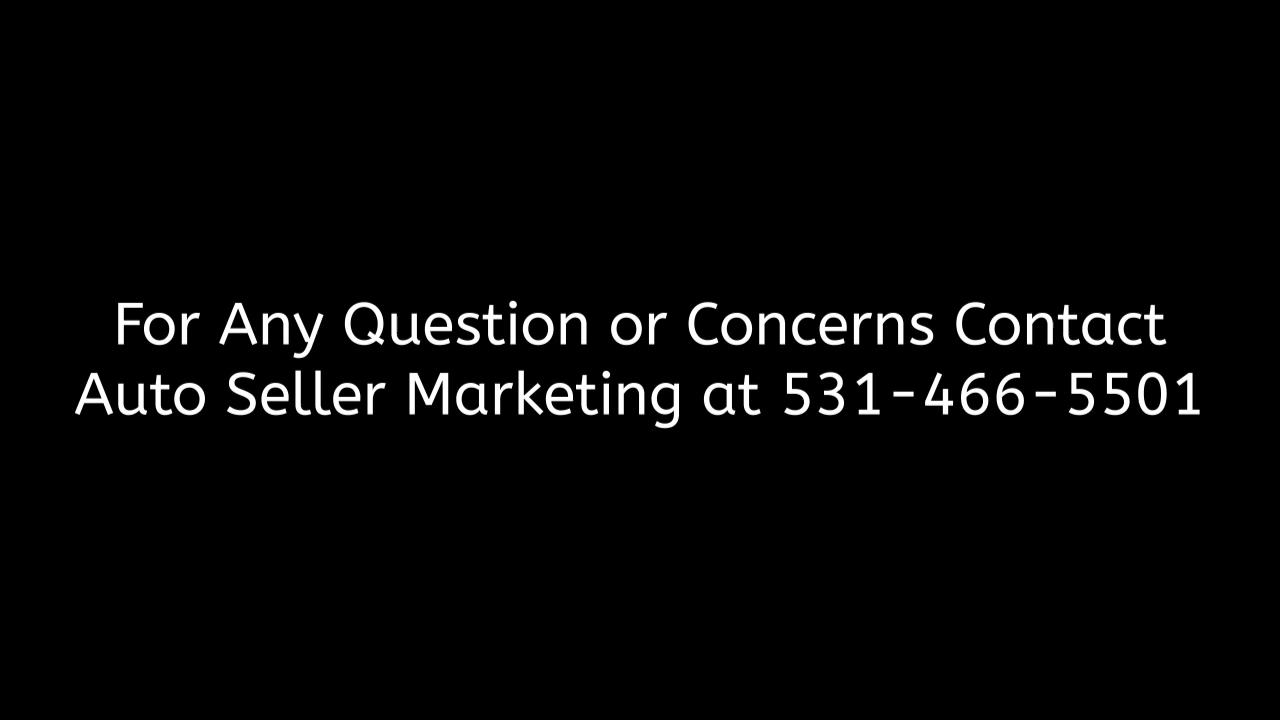 For Any Question or Concerns Contact
Auto Seller Marketing at 531-466-5501